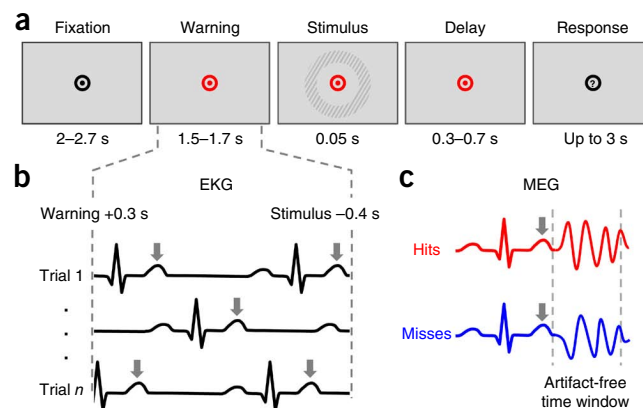 a
Fixation Warning Stimulus Delay Response
?
2–2.7 s 1.5–1.7 s 0.05 s 0.3–0.7 s Up to 3 s
b
EKG
Warning +0.3 s Stimulus –0.4 s
Trial 1
Trial n
c
MEG
Hits
Misses
Artifact-free
time window